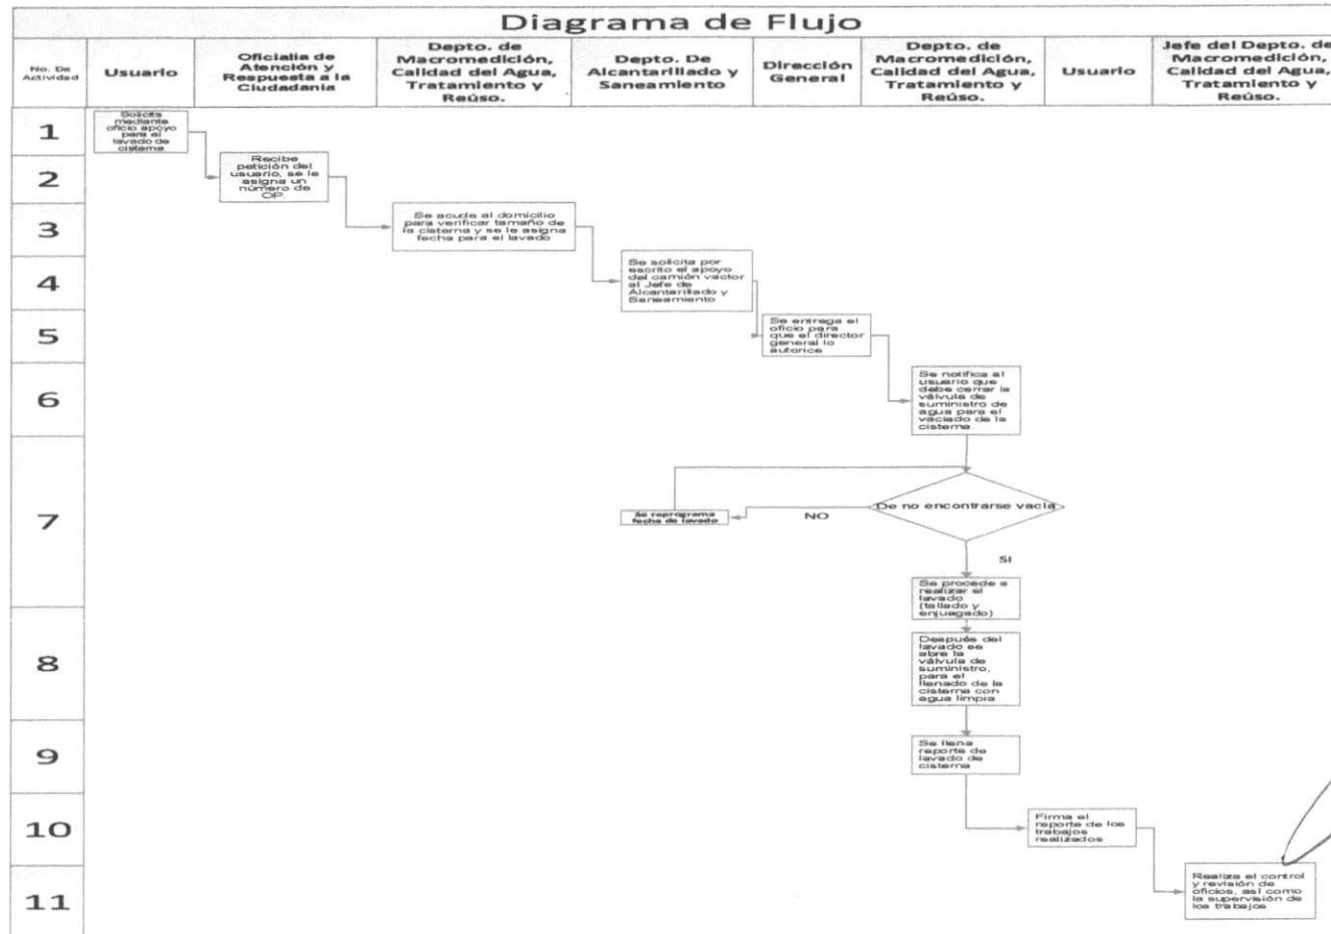 Diagrama de Flujo
No. De
Actividad
Usuario
Oficialia de
Atención y
Respuesta a la
Ciudadania
Depto. de
Macromedición,
Calidad del Agua,
Tratamiento y
Reúso.
Depto. De
Alcantarillado y
Saneamiento
Dirección
General
Depto. de
Macromedición,
Calidad del Agua,
Tratamiento y
Reúso.
Usuario
Jefe del Depto. de
Macromedición,
Calidad del Agua,
Tratamiento y
Reúso.
1
Solicita
mediante
oficio apoyo
para el
lavado de
cisterna
2
Recibe
petición del
usuario, se le
asigna un
número de
OP.
3
Se acude al domicilio
para verificar tamaño de
la cisterna y se le asigna
fecha para el lavado
4
Se solicita por
escrito el apoyo
del camión vactor
al Jefe de
Alcantarillado y
Saneamiento
5
Se entrega el
oficio para
que el director
general lo
autorice
6
Se notifica al
usuario que
debe cerrar la
válvula de
suministro de
agua para el
vaciado de la
cisterna.
7
De no encontrarse vacía
NO
Se reprograma
fecha de lavado
SI
Se procede a
realizar el
lavado
(tallado y
enjuagado)
8
Después del
lavado se
abre la
válvula de
suministro,
para el
llenado de la
cisterna con
agua limpia
9
Se llena
reporte de
lavado de
cisterna
10
Firma el
reporte de los
trabajos
realizados
11
Realiza el control
y revisión de
oficios, así como
la supervisión de
los trabajos